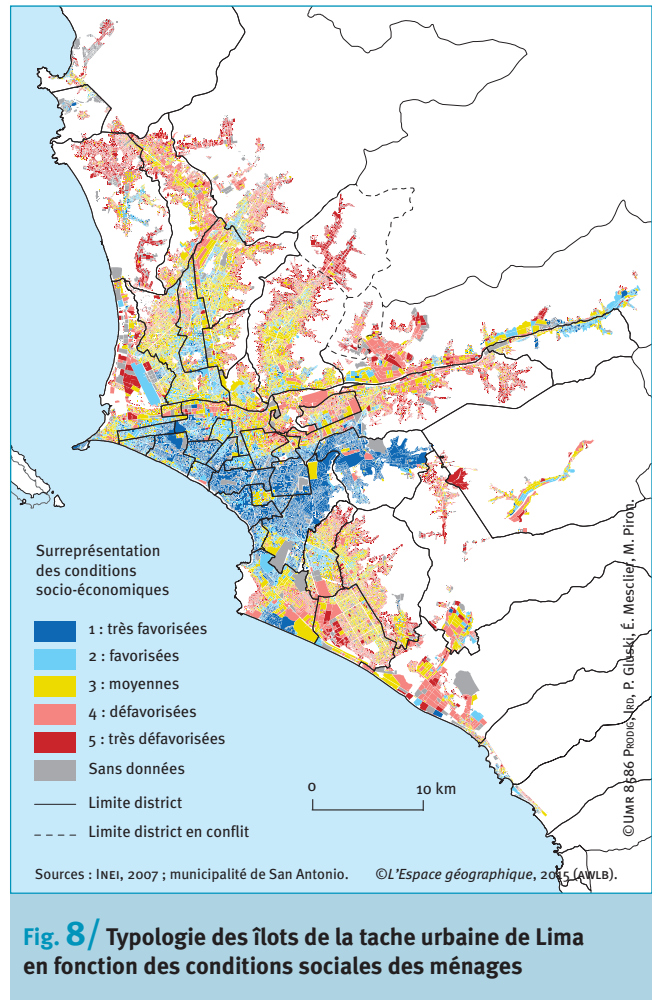 Surreprésentation
des conditions
socio-économiques
1 : très favorisées
2 : favorisées
3 : moyennes
4 : défavorisées
5 : très défavorisées
Sans données
Limite district
Limite district en conflit
0 10 km
©UMR 8586 PRODIG, IRD, P. Gluski, É. Mesclier, M. Piron.
Sources : INEI, 2007 ; municipalité de San Antonio. ©L'Espace géographique, 2015 (AWLB).
Fig. 8/ Typologie des îlots de la tache urbaine de Lima
en fonction des conditions sociales des ménages